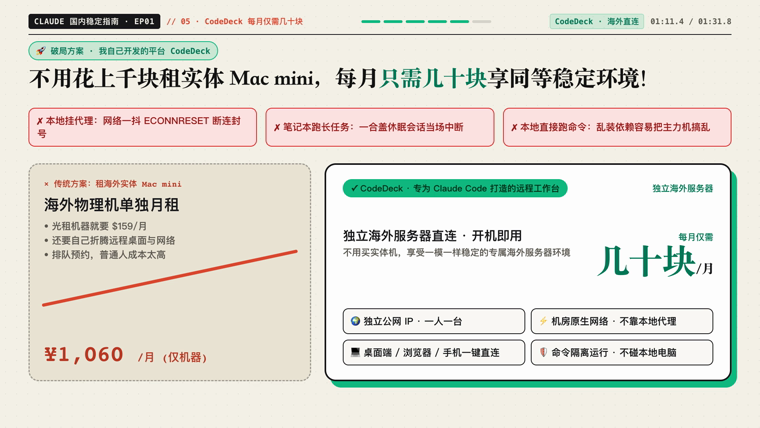 CLAUDE 国内稳定指南 · EP01
// 05 · CodeDeck 每月仅需几十块
CodeDeck · 海外直连
01:11.4 / 01:31.8
🚀 破局方案 · 我自己开发的平台 CodeDeck
不用花上千块租实体 Mac mini，每月只需几十块享同等稳定环境！
✗ 本地挂代理：网络一抖 ECONNRESET 断连封
号
✗ 笔记本跑长任务：一合盖休眠会话当场中断
✗ 本地直接跑命令：乱装依赖容易把主力机搞乱
× 传统方案：租海外实体 Mac mini
海外物理机单独月租
• 光租机器就要 $159/月
• 还要自己折腾远程桌面与网络
• 排队预约，普通人成本太高
¥1,060 /月 (仅机器)
✓ CodeDeck · 专为 Claude Code 打造的远程工作台
独立海外服务器
独立海外服务器直连 · 开机即用
不用买实体机，享受一模一样稳定的专属海外服务器环境
每月仅需
几十块/月
🌍 独立公网 IP · 一人一台
⚡ 机房原生网络 · 不靠本地代理
💻 桌面端 / 浏览器 / 手机一键直连
🛡️ 命令隔离运行 · 不碰本地电脑